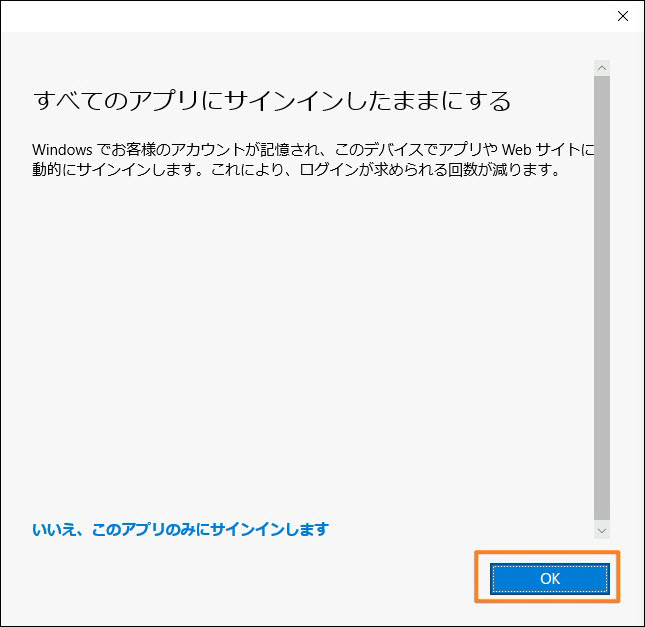 すべてのアプリにサインインしたままにする
Windows でお客様のアカウントが記憶され、このデバイスでアプリや Web サイトに
動的にサインインします。これにより、ログインが求められる回数が減ります。
いいえ、このアプリのみにサインインします
OK